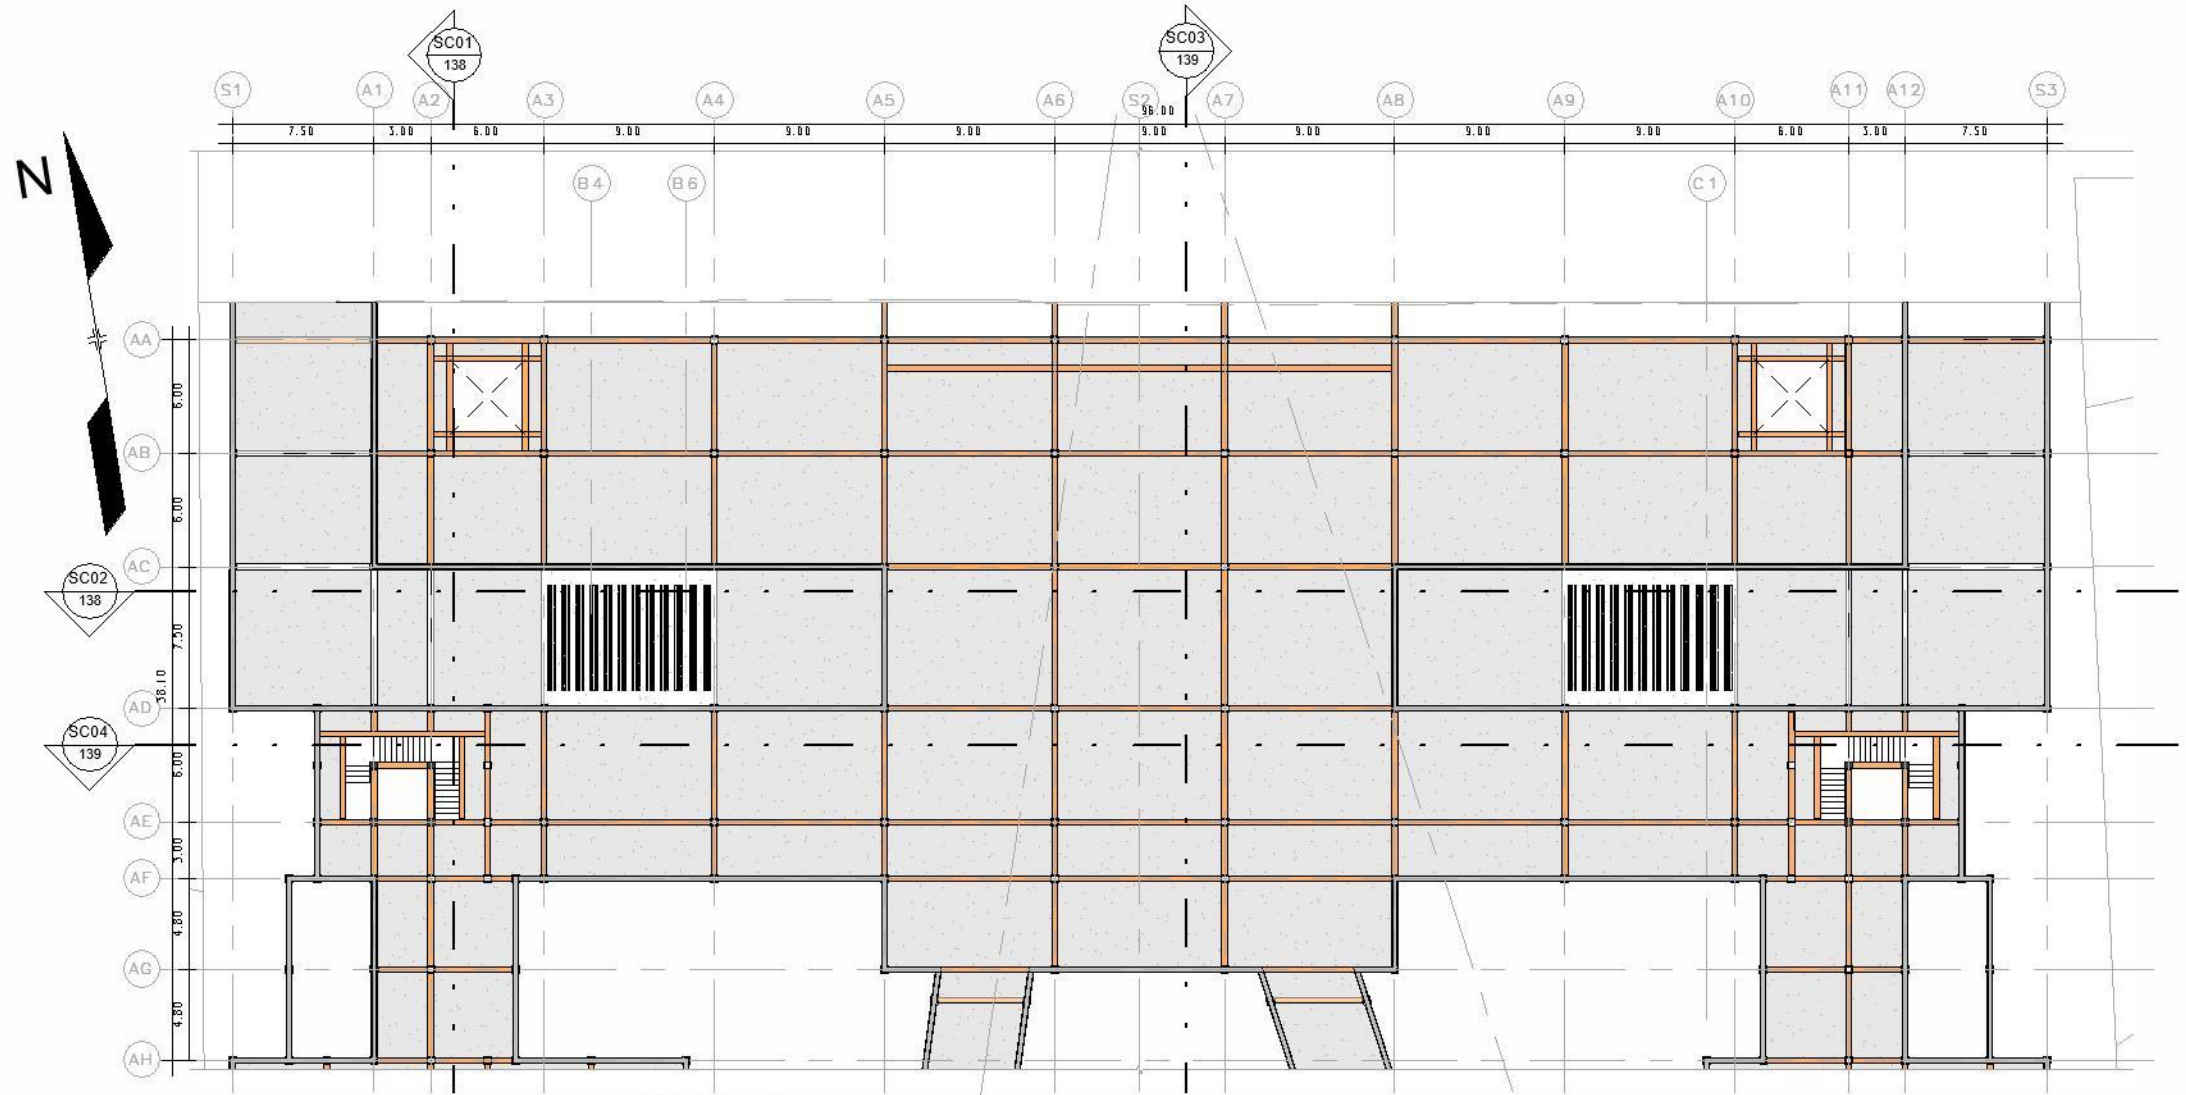 SC01
138
SC03
139
S1 A1 A2 A3 A4 A5 A6 S2 A7 A8 A9 A10 A11 A12 S3
96.00
7.50 3.00 6.00 9.00 9.00 9.00 9.00 9.00 9.00 9.00 6.00 3.00 7.50
N
B4 B6 C1
AA
6.00
AB
6.00
AC
SC02
138
7.50
38.10
AD
SC04
139
6.00
AE
3.00
AF
4.80
AG
4.80
AH